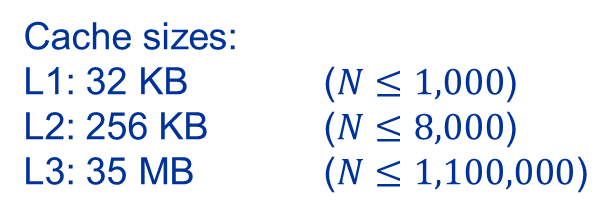 Cache sizes:
L1: 32 KB (N ≤ 1,000)
L2: 256 KB (N ≤ 8,000)
L3: 35 MB (N ≤ 1,100,000)